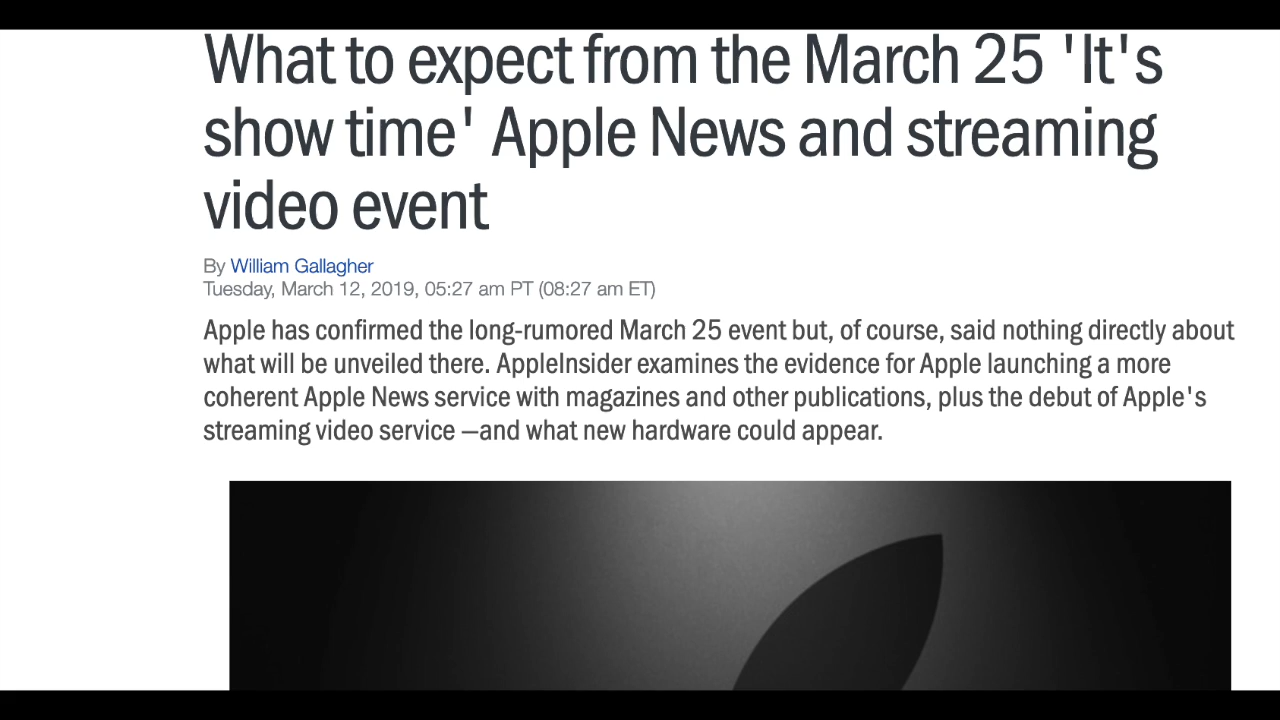 What to expect from the March 25 'It's
show time' Apple News and streaming
video event
By William Gallagher
Tuesday, March 12, 2019, 05:27 am PT (08:27 am ET)
Apple has confirmed the long-rumored March 25 event but, of course, said nothing directly about
what will be unveiled there. AppleInsider examines the evidence for Apple launching a more
coherent Apple News service with magazines and other publications, plus the debut of Apple's
streaming video service —and what new hardware could appear.